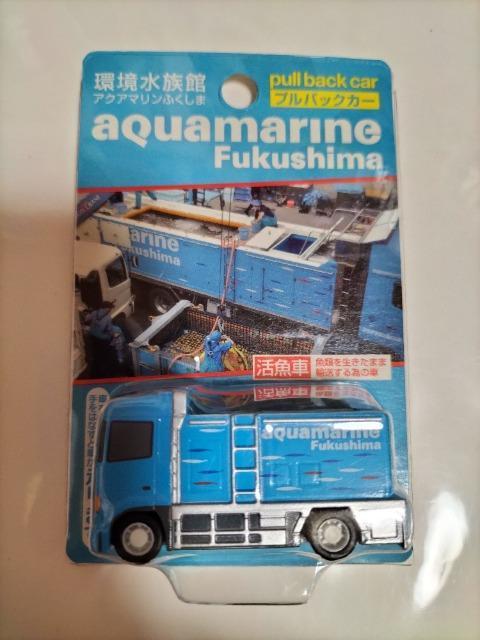 環境水族館
アクアマリンふくしま
pull back car
プルバックカー
aquamarine
Fukushima
marine
Fukushima
活魚車
魚類を生きたまま
輸送する為の車
aquamarine
Fukushima